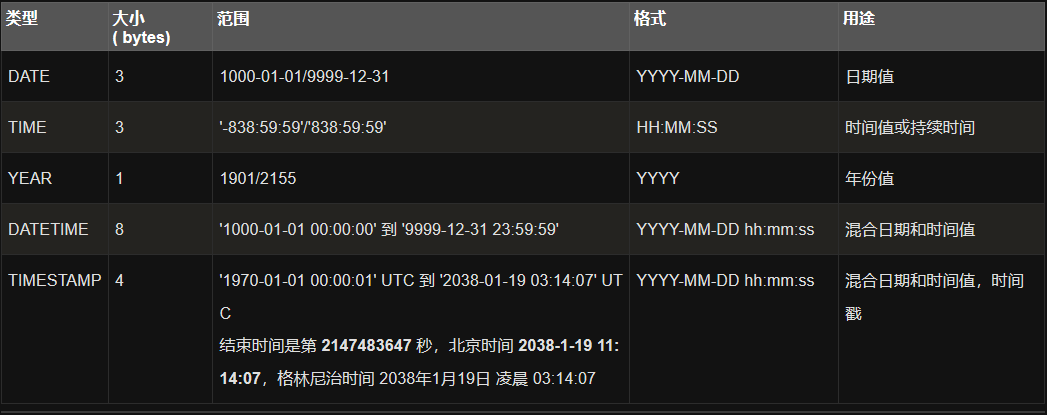 类型 大小 范围 格式 用途
( bytes)
DATE 3 1000-01-01/9999-12-31 YYYY-MM-DD 日期值
TIME 3 '-838:59:59'/'838:59:59' HH:MM:SS 时间值或持续时间
YEAR 1 1901/2155 YYYY 年份值
DATETIME 8 '1000-01-01 00:00:00' 到 '9999-12-31 23:59:59' YYYY-MM-DD hh:mm:ss 混合日期和时间值
TIMESTAMP 4 '1970-01-01 00:00:01' UTC 到 '2038-01-19 03:14:07' UT YYYY-MM-DD hh:mm:ss 混合日期和时间值，时间
C 戳
结束时间是第 2147483647 秒，北京时间 2038-1-19 11:
14:07，格林尼治时间 2038年1月19日 凌晨 03:14:07